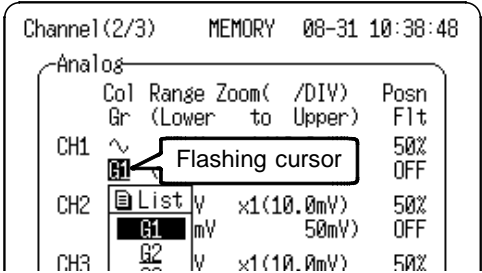 Channel(2/3) MEMORY 08-31 10:38:48
Analog
Col Range Zoom( /DIV) Posn
Gr (Lower to Upper) Flt
CH1 50%
G1 Flashing cursor OFF
CH2 List V x1(10.0mV) 50%
G1 mV 50mV) OFF
G2
CH3 V x1(10.0mV) 50%